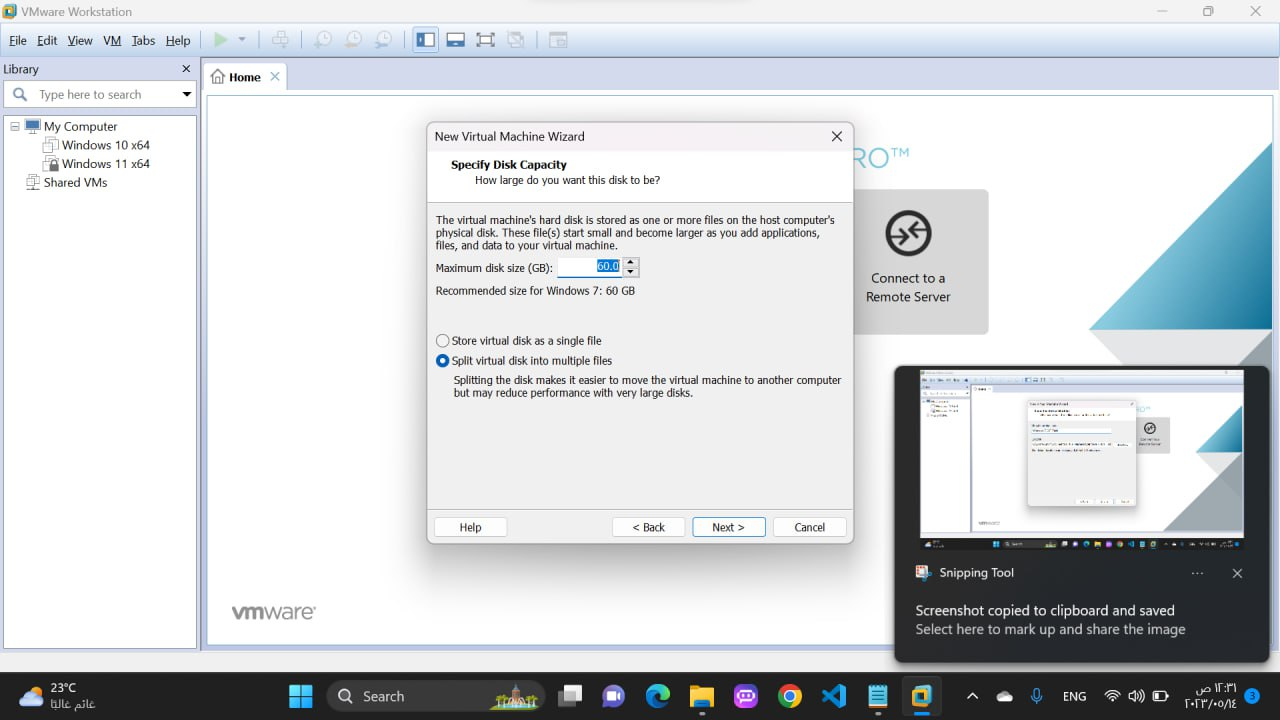 VMware Workstation
File Edit View VM Tabs Help
Library
Type here to search
My Computer
Windows 10 x64
Windows 11 x64
Shared VMs
Home
RO™
Connect to a
Remote Server
New Virtual Machine Wizard
Specify Disk Capacity
How large do you want this disk to be?
The virtual machine's hard disk is stored as one or more files on the host computer's
physical disk. These file(s) start small and become larger as you add applications,
files, and data to your virtual machine.
Maximum disk size (GB): 60.0
Recommended size for Windows 7: 60 GB
Store virtual disk as a single file
Split virtual disk into multiple files
Splitting the disk makes it easier to move the virtual machine to another computer
but may reduce performance with very large disks.
Help < Back Next > Cancel
vmware®
Snipping Tool
Screenshot copied to clipboard and saved
Select here to mark up and share the image
23°C
غائم غالبًا
Search
ENG
١٢:٣١ ص
٢٠٢٣/٠٥/١٤
3